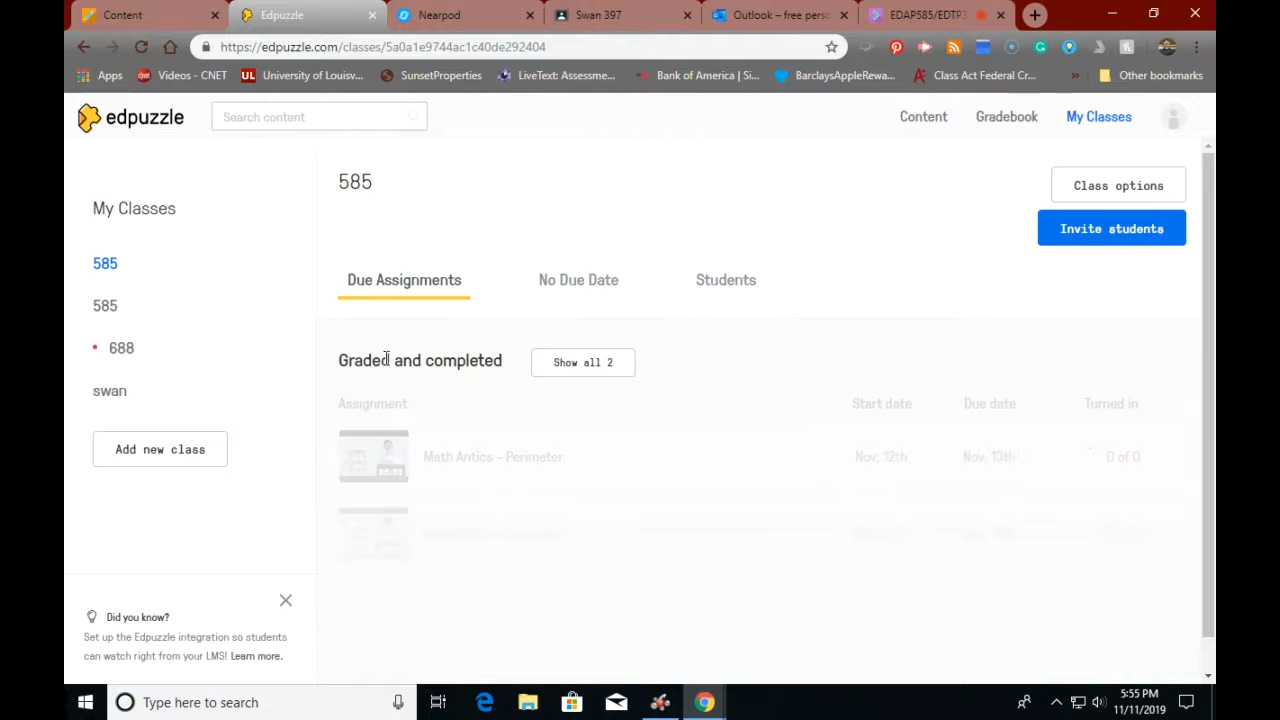 Content
Edpuzzle
Nearpod
Swan 397
Outlook – free perso
EDAP585/EDTP3
https://edpuzzle.com/classes/5a0a1e9744ac1c40de292404
Apps
Videos - CNET
University of Louisv...
SunsetProperties
LiveText: Assessme...
Bank of America | Si...
BarclaysAppleRewa...
Class Act Federal Cr...
»
Other bookmarks
edpuzzle
Search content
Content
Gradebook
My Classes
585
Class options
Invite students
My Classes
585
585
688
swan
Add new class
Due Assignments
No Due Date
Students
Graded and completed
Show all 2
Assignment
Start date
Due date
Turned in
Math Antics - Perimeter
Nov, 12th
Nov, 13th
0 of 0
Did you know?
Set up the Edpuzzle integration so students
can watch right from your LMS! Learn more.
Type here to search
5:55 PM
11/11/2019